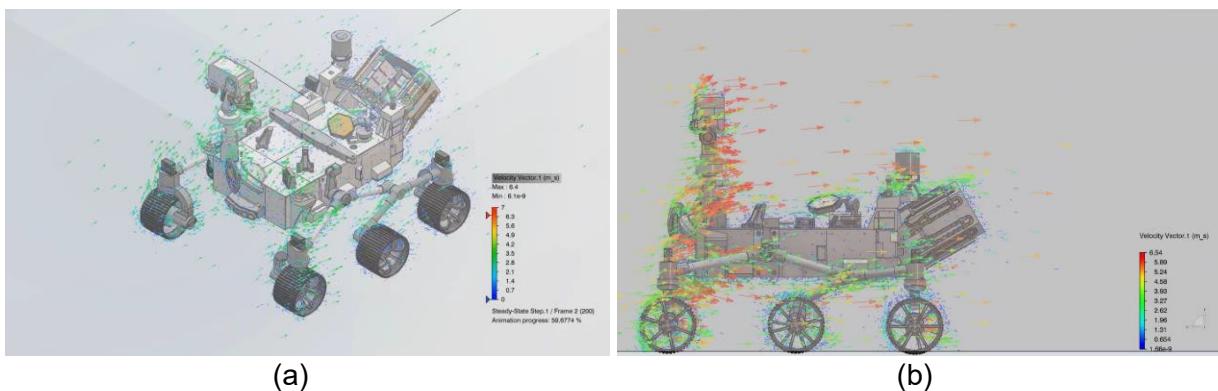 Velocity Vector.1 (m_s)
Max : 6.4
Min : 6.1e-9
7
6.3
5.6
4.9
4.2
3.5
2.8
2.1
1.4
0.7
0
Steady-State Step.1 / Frame 2 (200)
Animation progress: 59.6774 %
(a)
Velocity Vector.1 (m_s)
6.54
5.89
5.24
4.58
3.93
3.27
2.62
1.96
1.31
0.654
1.56e-9
(b)